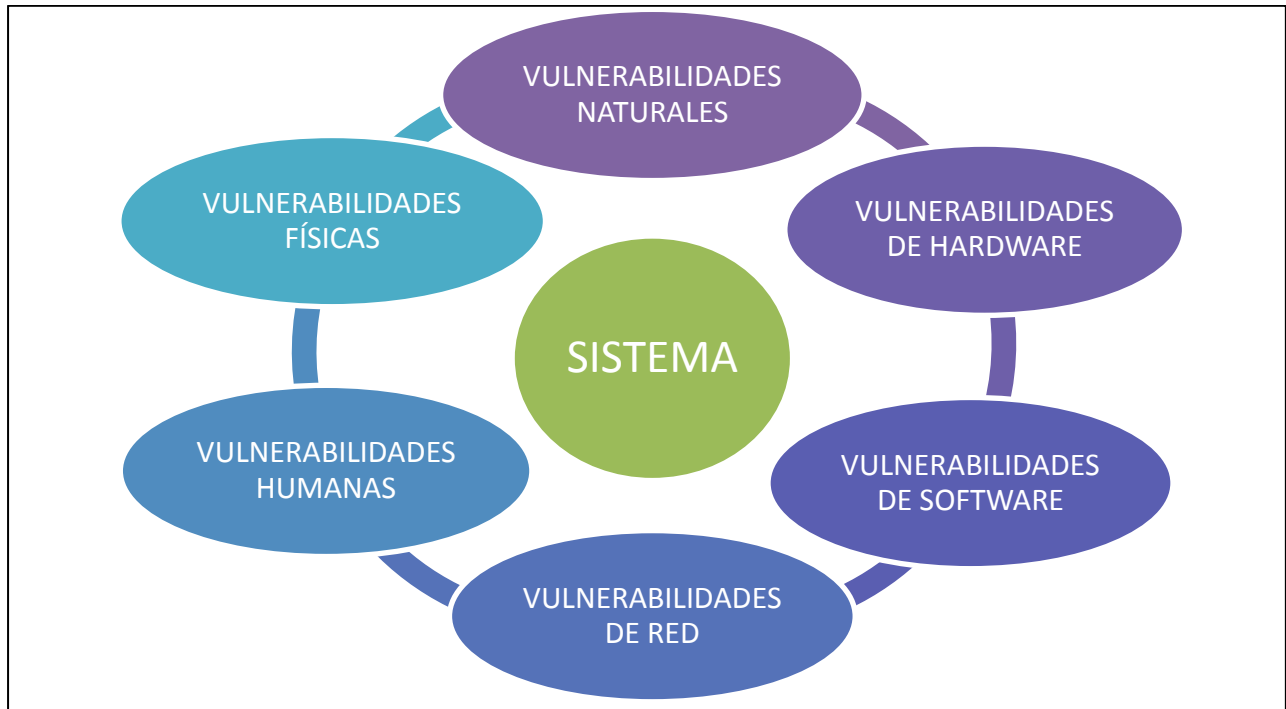 VULNERABILIDADES
NATURALES
VULNERABILIDADES
DE HARDWARE
VULNERABILIDADES
DE SOFTWARE
VULNERABILIDADES
DE RED
VULNERABILIDADES
HUMANAS
VULNERABILIDADES
FÍSICAS
SISTEMA